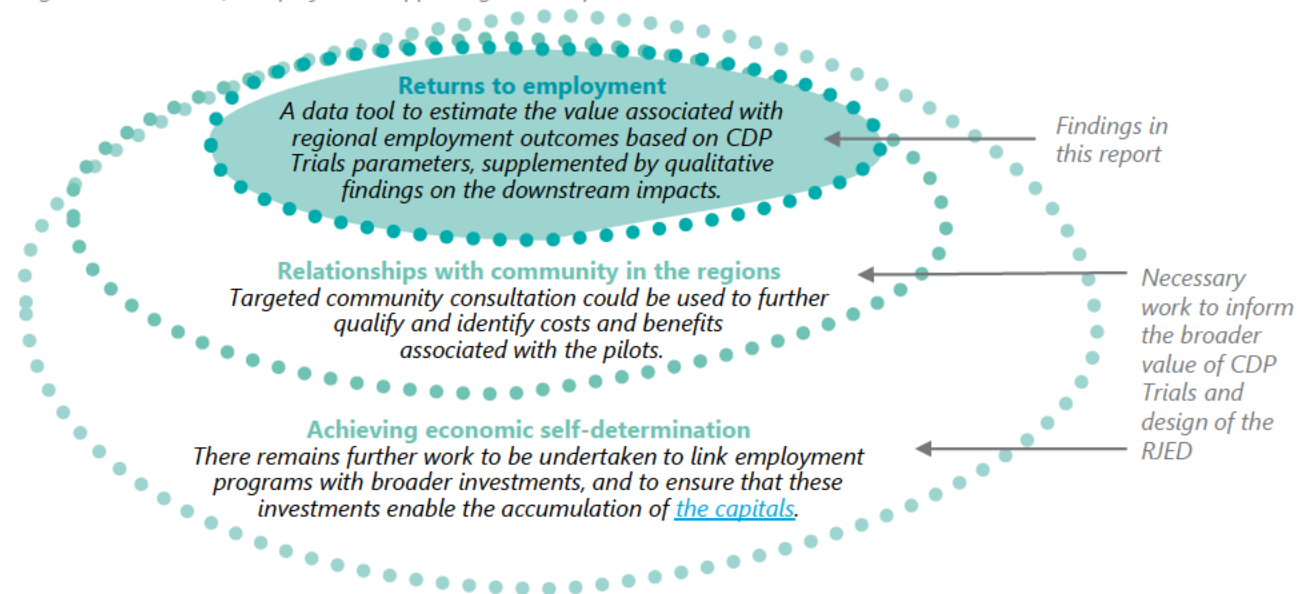 Returns to employment
A data tool to estimate the value associated with
regional employment outcomes based on CDP
Trials parameters, supplemented by qualitative
findings on the downstream impacts.
Findings in
this report
Relationships with community in the regions
Targeted community consultation could be used to further
qualify and identify costs and benefits
associated with the pilots.
Necessary
work to inform
the broader
value of CDP
Trials and
design of the
RJED
Achieving economic self-determination
There remains further work to be undertaken to link employment
programs with broader investments, and to ensure that these
investments enable the accumulation of the capitals.